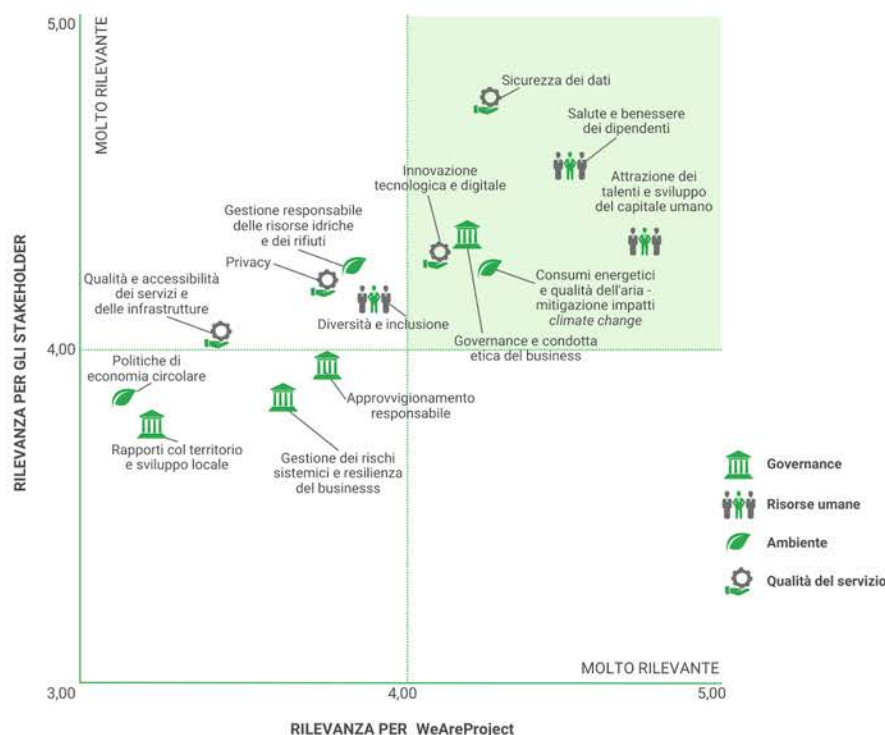 5,00
MOLTO RILEVANTE
RILEVANZA PER GLI STAKEHOLDER
Sicurezza dei dati
Salute e benessere
dei dipendenti
Innovazione
tecnologica e digitale
Attrazione dei
talenti e sviluppo
del capitale umano
Gestione responsabile
delle risorse idriche
e dei rifiuti
Privacy
Qualità e accessibilità
dei servizi e
delle infrastrutture
Consumi energetici
e qualità dell'aria -
mitigazione impatti
climate change
Diversità e inclusione
Governance e condotta
etica del business
4,00
Politiche di
economia circolare
Approvvigionamento
responsabile
Rapporti col territorio
e sviluppo locale
Gestione dei rischi
sistemici e resilienza
del businesss
Governance
Risorse umane
Ambiente
Qualità del servizio
MOLTO RILEVANTE
3,00
4,00
5,00
RILEVANZA PER WeAreProject